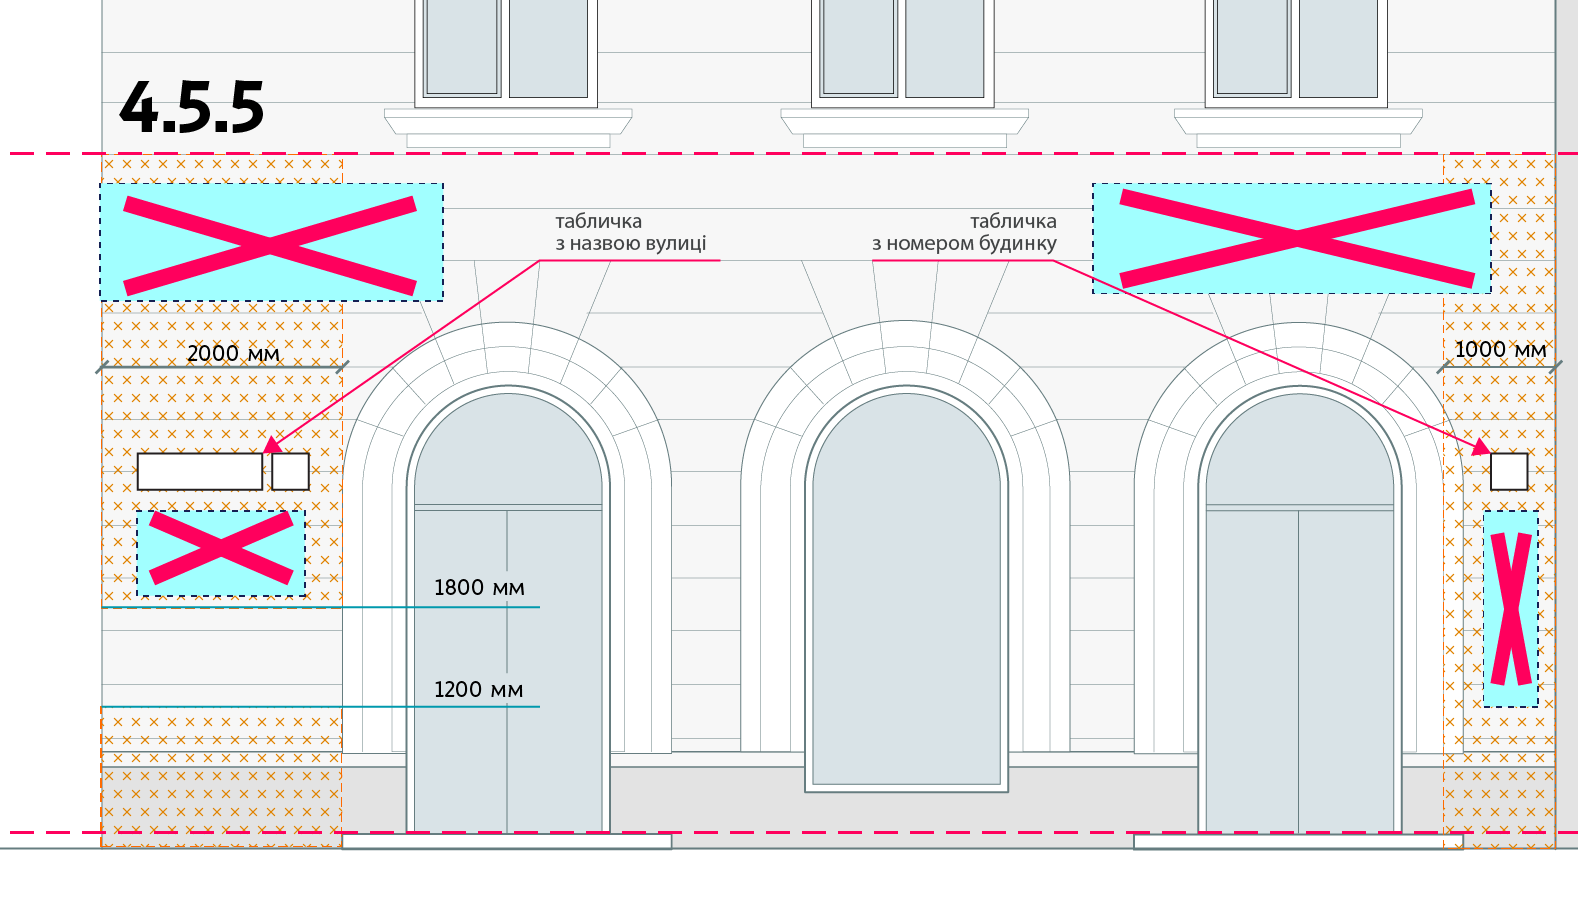 4.5.5
табличка
з назвою вулиці
табличка
з номером будинку
2000 мм
1000 мм
1800 мм
1200 мм